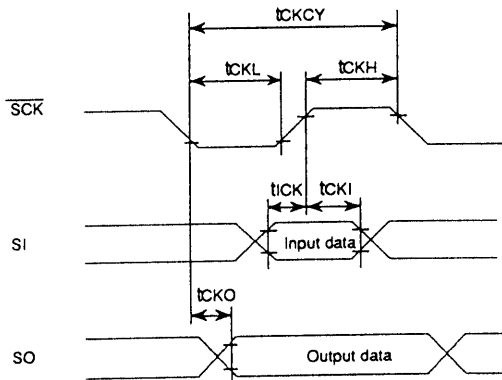 tCKCY
tCKL
tCKH
SCK
tICK
tCKI
SI
Input data
tCKO
SO
Output data